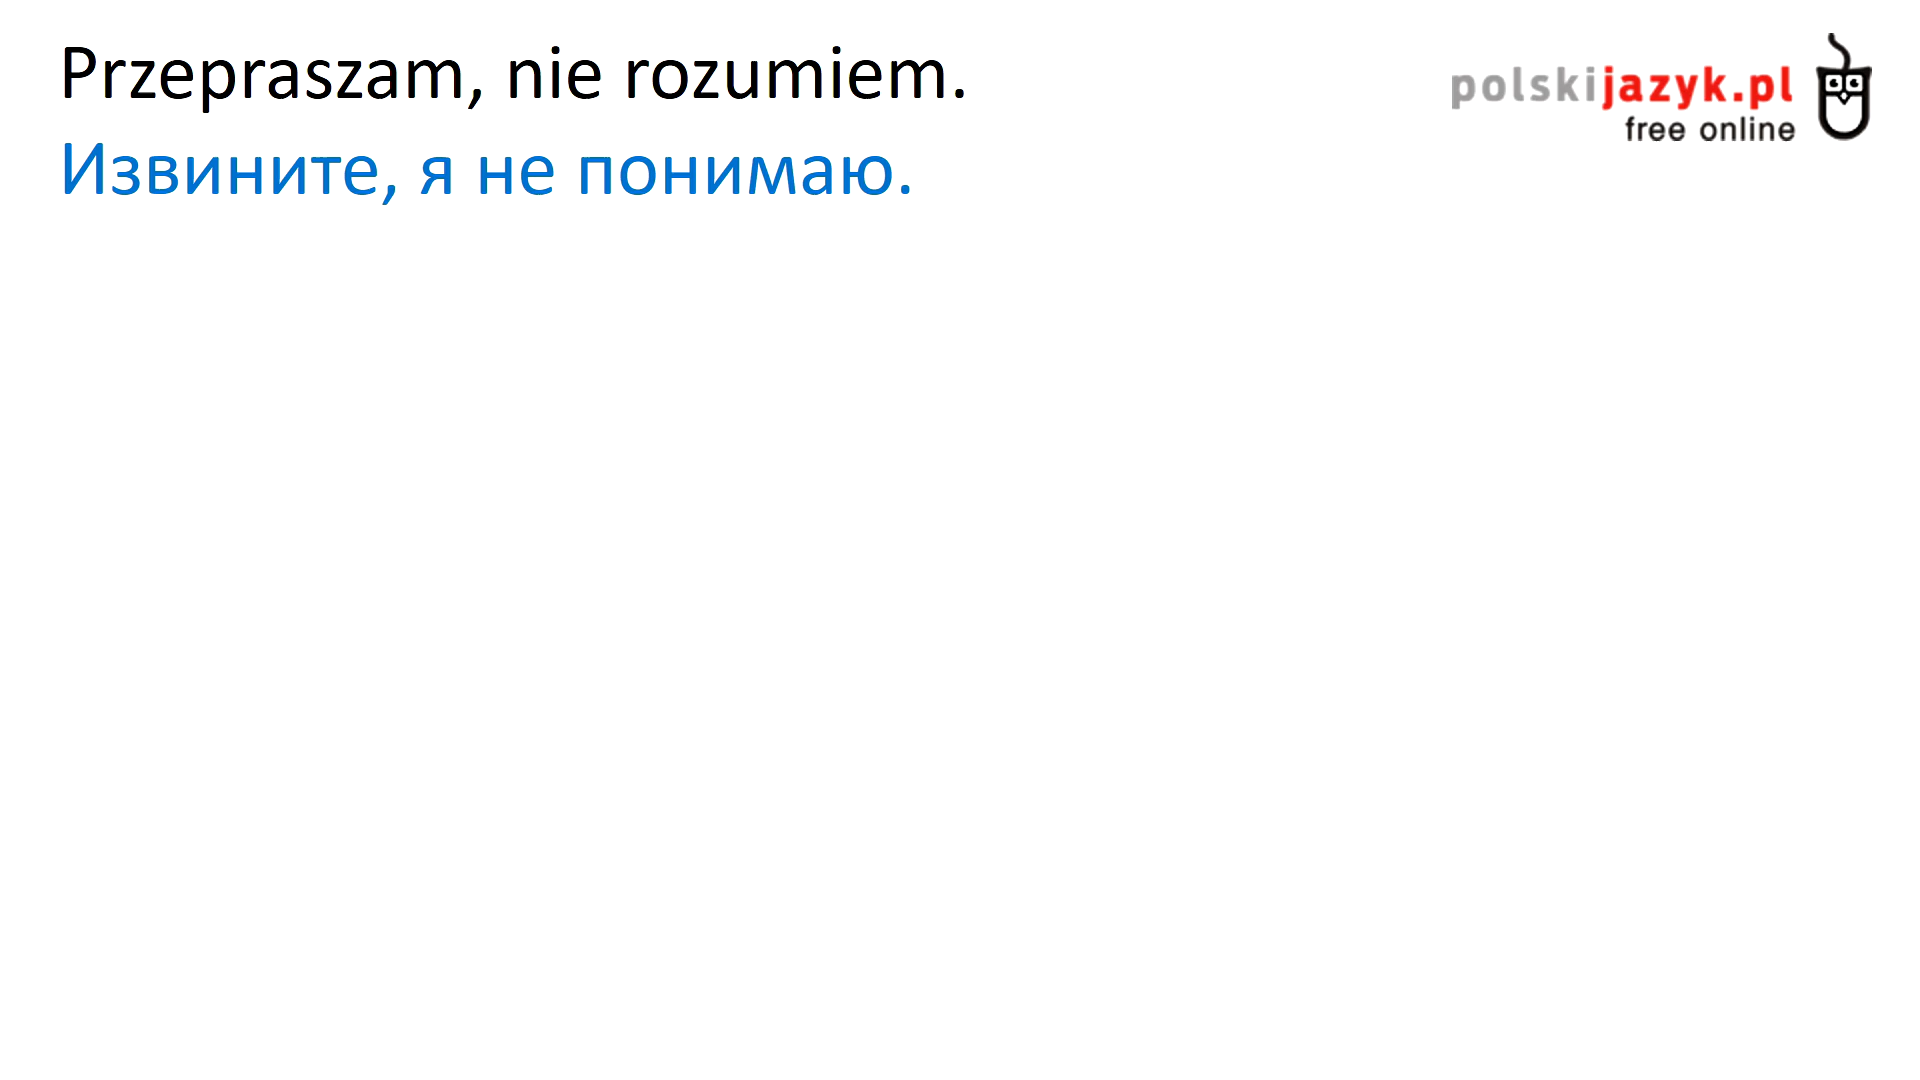 Przepraszam, nie rozumiem.
Извините, я не понимаю.
polskijazyk.pl
free online